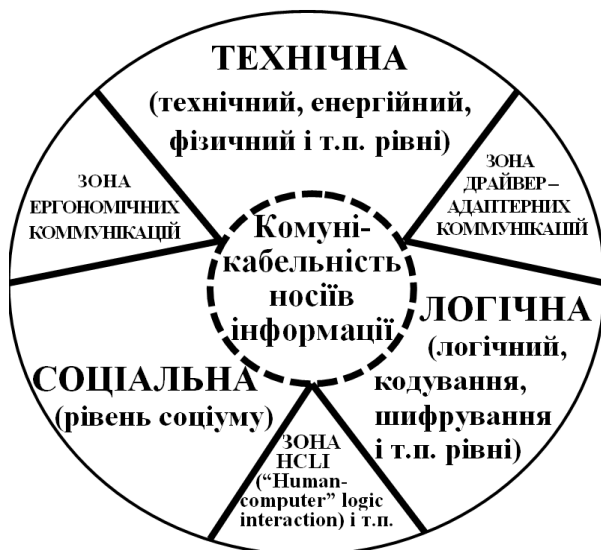 ТЕХНІЧНА
(технічний, енергійний,
фізичний і т.п. рівні)
ЗОНА
ЕРГОНОМІЧНИХ
КОММУНІКАЦІЙ
ЗОНА
ДРАЙВЕР–
АДАПТЕРНИХ
КОММУНІКАЦІЙ
Комуні-
кабельність
носіїв
інформації
СОЦІАЛЬНА
(рівень соціуму)
ЛОГІЧНА
(логічний,
кодування,
шифрування
і т.п. рівні)
ЗОНА
HCLI
(“Human-
computer” logic
interaction) і т.п.